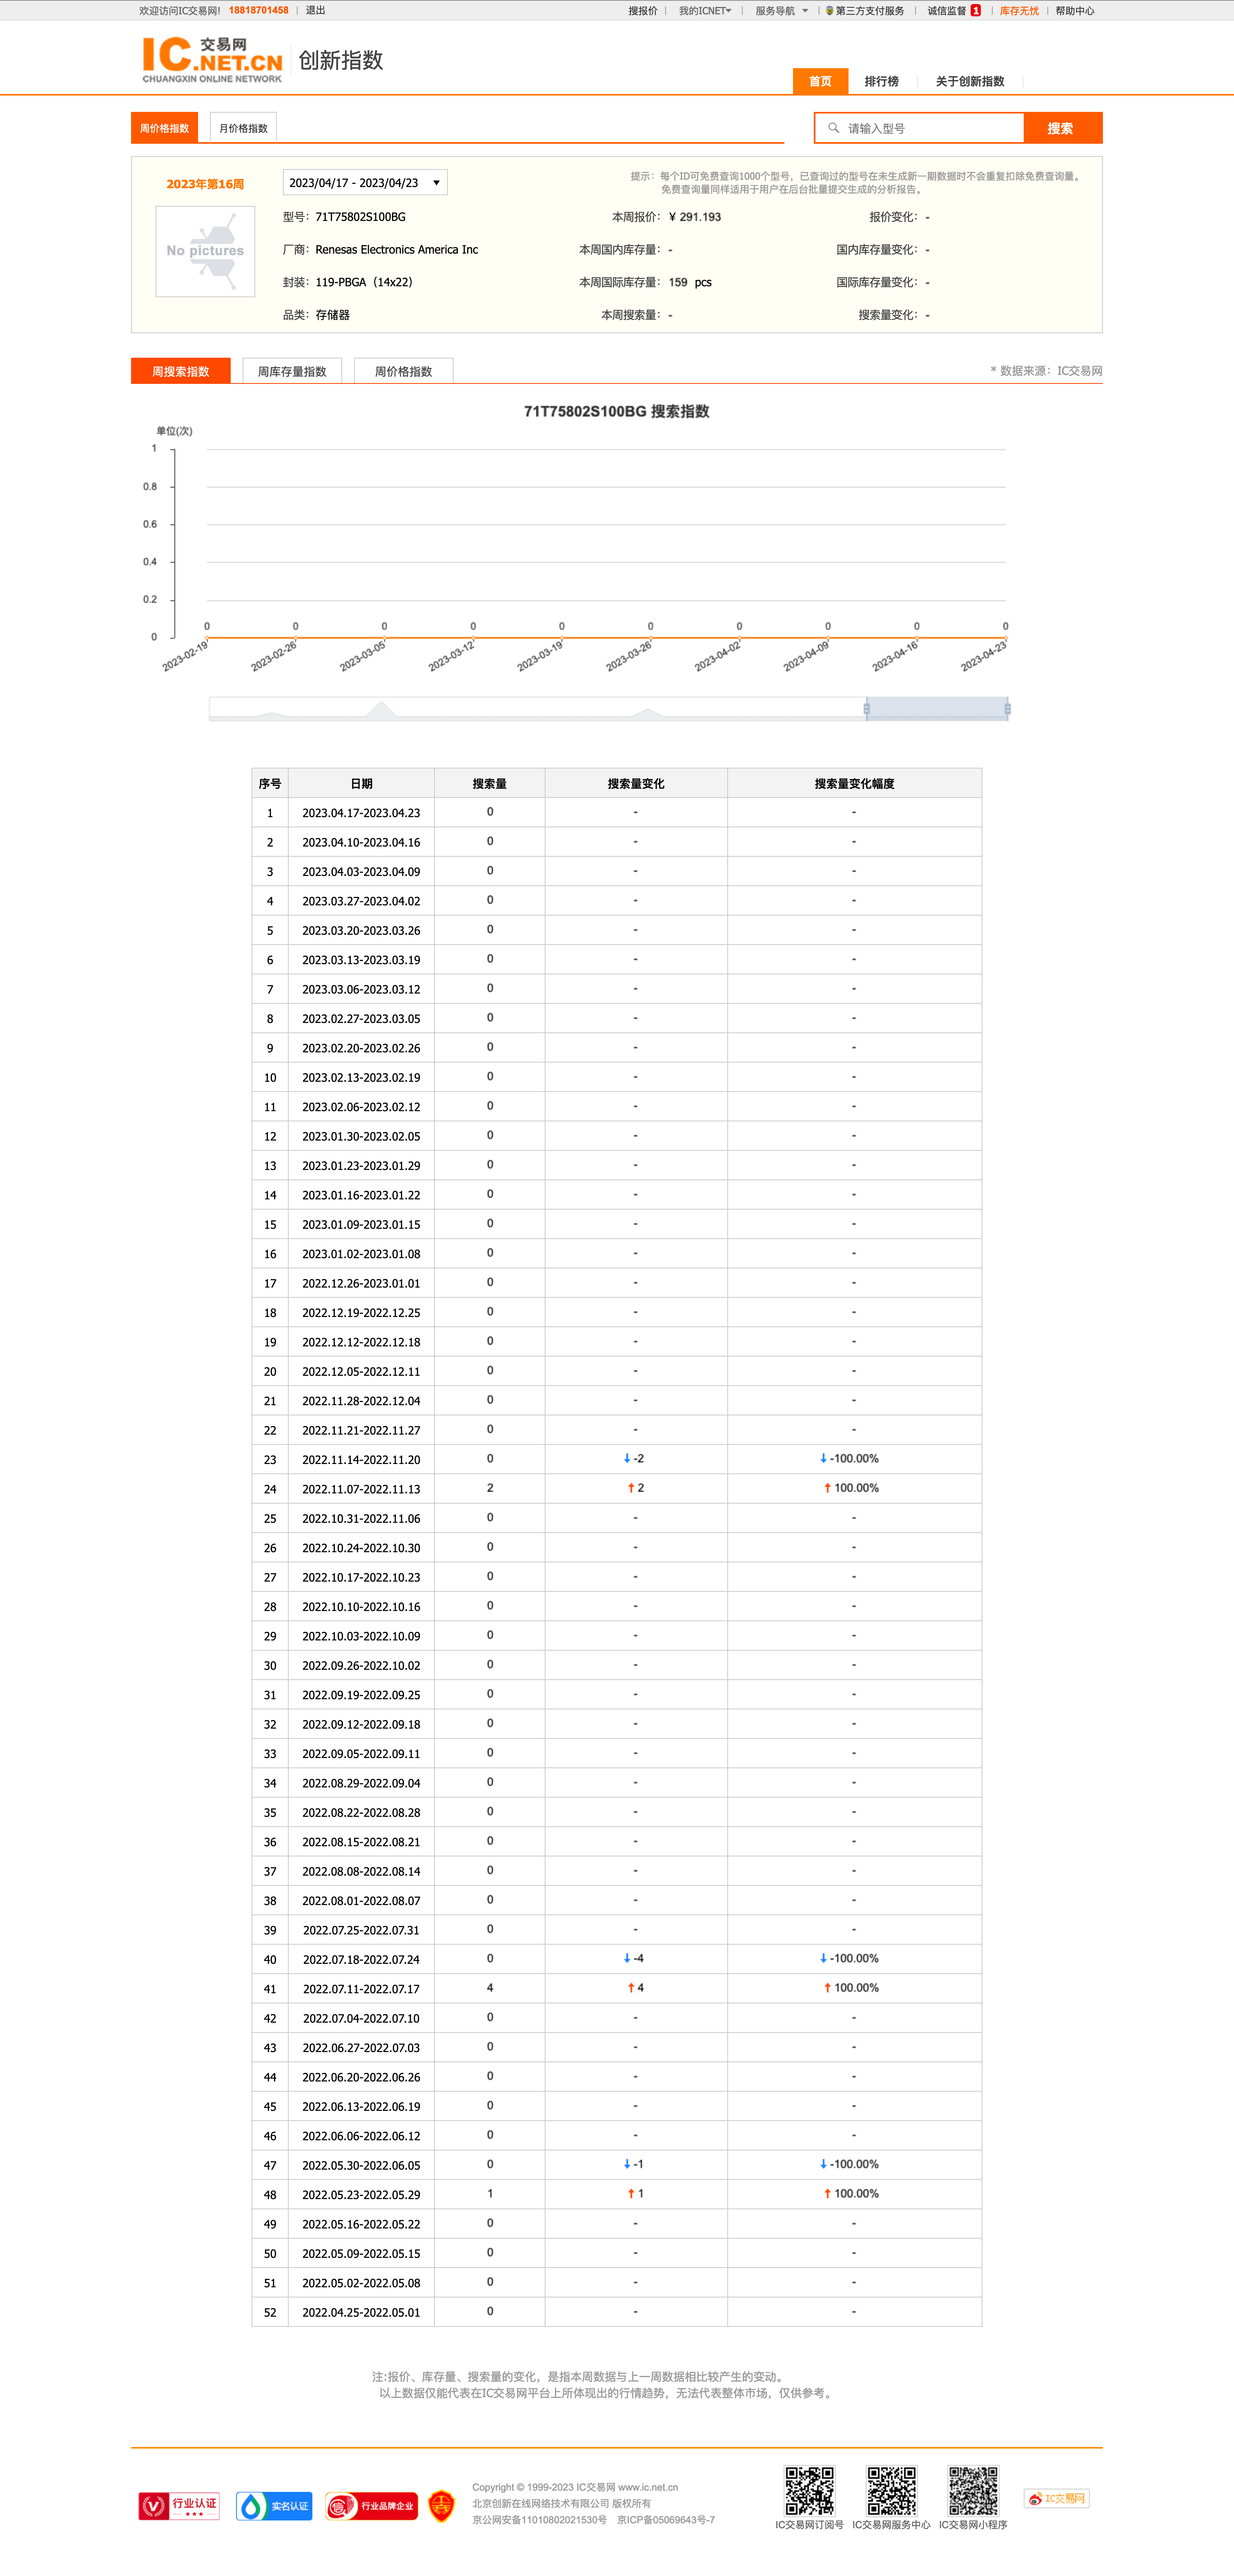 欢迎访问IC交易网! 18818701458 | 退出 搜报价 | 我的ICNET | 服务导航 | 第三方支付服务 | 诚信监督 1 | 库存无忧 | 帮助中心
IC 交易网 .NET.CN
CHUANGXIN ONLINE NETWORK
创新指数
首页 排行榜 关于创新指数
周价格指数 月价格指数 请输入型号 搜索
2023年第16周 2023/04/17 - 2023/04/23
提示：每个ID可免费查询1000个型号，已查询过的型号在未生成新一期数据时不会重复扣除免费查询量。
免费查询量同样适用于用户在后台批量提交生成的分析报告。
No pictures
型号：71T75802S100BG 本周报价：¥ 291.193 报价变化：-
厂商：Renesas Electronics America Inc 本周国内库存量：- 国内库存量变化：-
封装：119-PBGA（14x22） 本周国际库存量：159 pcs 国际库存量变化：-
品类：存储器 本周搜索量：- 搜索量变化：-
周搜索指数 周库存量指数 周价格指数 * 数据来源：IC交易网
71T75802S100BG 搜索指数
单位(次)
1
0.8
0.6
0.4
0.2
0
0 0 0 0 0 0 0 0 0 0
2023-02-19 2023-02-26 2023-03-05 2023-03-12 2023-03-19 2023-03-26 2023-04-02 2023-04-09 2023-04-16 2023-04-23
序号 日期 搜索量 搜索量变化 搜索量变化幅度
1 2023.04.17-2023.04.23 0 - -
2 2023.04.10-2023.04.16 0 - -
3 2023.04.03-2023.04.09 0 - -
4 2023.03.27-2023.04.02 0 - -
5 2023.03.20-2023.03.26 0 - -
6 2023.03.13-2023.03.19 0 - -
7 2023.03.06-2023.03.12 0 - -
8 2023.02.27-2023.03.05 0 - -
9 2023.02.20-2023.02.26 0 - -
10 2023.02.13-2023.02.19 0 - -
11 2023.02.06-2023.02.12 0 - -
12 2023.01.30-2023.02.05 0 - -
13 2023.01.23-2023.01.29 0 - -
14 2023.01.16-2023.01.22 0 - -
15 2023.01.09-2023.01.15 0 - -
16 2023.01.02-2023.01.08 0 - -
17 2022.12.26-2023.01.01 0 - -
18 2022.12.19-2022.12.25 0 - -
19 2022.12.12-2022.12.18 0 - -
20 2022.12.05-2022.12.11 0 - -
21 2022.11.28-2022.12.04 0 - -
22 2022.11.21-2022.11.27 0 - -
23 2022.11.14-2022.11.20 0 ↓ -2 ↓ -100.00%
24 2022.11.07-2022.11.13 2 ↑ 2 ↑ 100.00%
25 2022.10.31-2022.11.06 0 - -
26 2022.10.24-2022.10.30 0 - -
27 2022.10.17-2022.10.23 0 - -
28 2022.10.10-2022.10.16 0 - -
29 2022.10.03-2022.10.09 0 - -
30 2022.09.26-2022.10.02 0 - -
31 2022.09.19-2022.09.25 0 - -
32 2022.09.12-2022.09.18 0 - -
33 2022.09.05-2022.09.11 0 - -
34 2022.08.29-2022.09.04 0 - -
35 2022.08.22-2022.08.28 0 - -
36 2022.08.15-2022.08.21 0 - -
37 2022.08.08-2022.08.14 0 - -
38 2022.08.01-2022.08.07 0 - -
39 2022.07.25-2022.07.31 0 - -
40 2022.07.18-2022.07.24 0 ↓ -4 ↓ -100.00%
41 2022.07.11-2022.07.17 4 ↑ 4 ↑ 100.00%
42 2022.07.04-2022.07.10 0 - -
43 2022.06.27-2022.07.03 0 - -
44 2022.06.20-2022.06.26 0 - -
45 2022.06.13-2022.06.19 0 - -
46 2022.06.06-2022.06.12 0 - -
47 2022.05.30-2022.06.05 0 ↓ -1 ↓ -100.00%
48 2022.05.23-2022.05.29 1 ↑ 1 ↑ 100.00%
49 2022.05.16-2022.05.22 0 - -
50 2022.05.09-2022.05.15 0 - -
51 2022.05.02-2022.05.08 0 - -
52 2022.04.25-2022.05.01 0 - -
注:报价、库存量、搜索量的变化，是指本周数据与上一周数据相比较产生的变动。
以上数据仅能代表在IC交易网平台上所体现出的行情趋势，无法代表整体市场，仅供参考。
行业认证 实名认证 信 行业品牌企业
Copyright © 1999-2023 IC交易网 www.ic.net.cn
北京创新在线网络技术有限公司 版权所有
京公网安备11010802021530号 京ICP备05069643号-7
IC交易网订阅号 IC交易网服务中心 IC交易网小程序
IC交易网